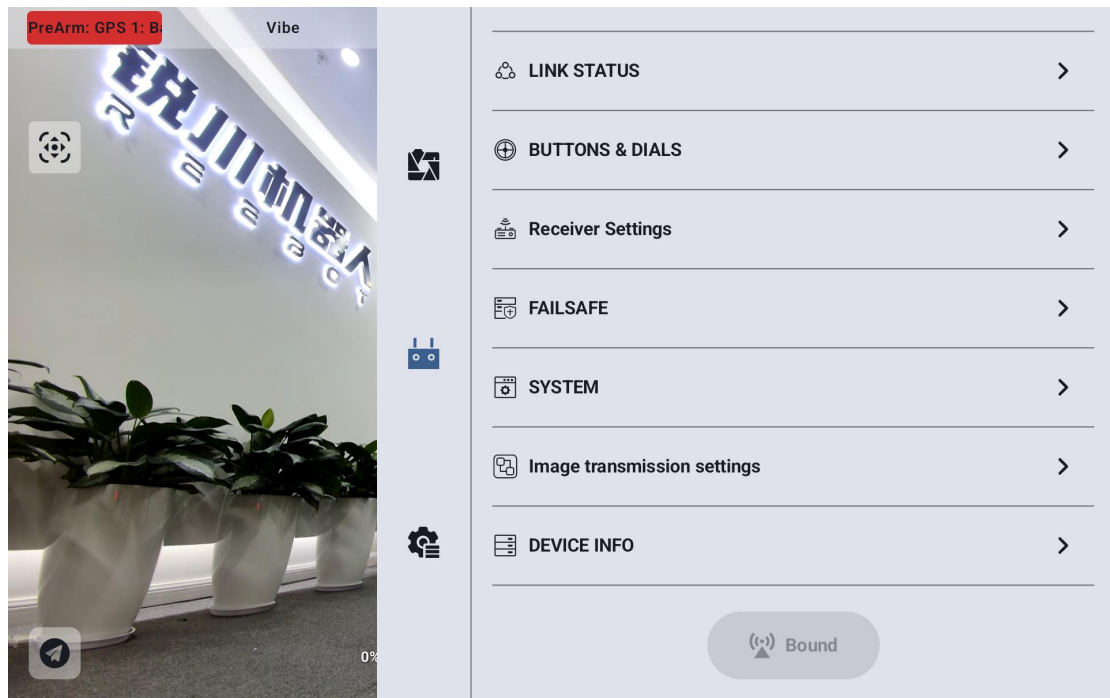 PreArm: GPS 1: Ba
Vibe
锐川机器人
0%
LINK STATUS
BUTTONS & DIALS
Receiver Settings
FAILSAFE
SYSTEM
Image transmission settings
DEVICE INFO
Bound